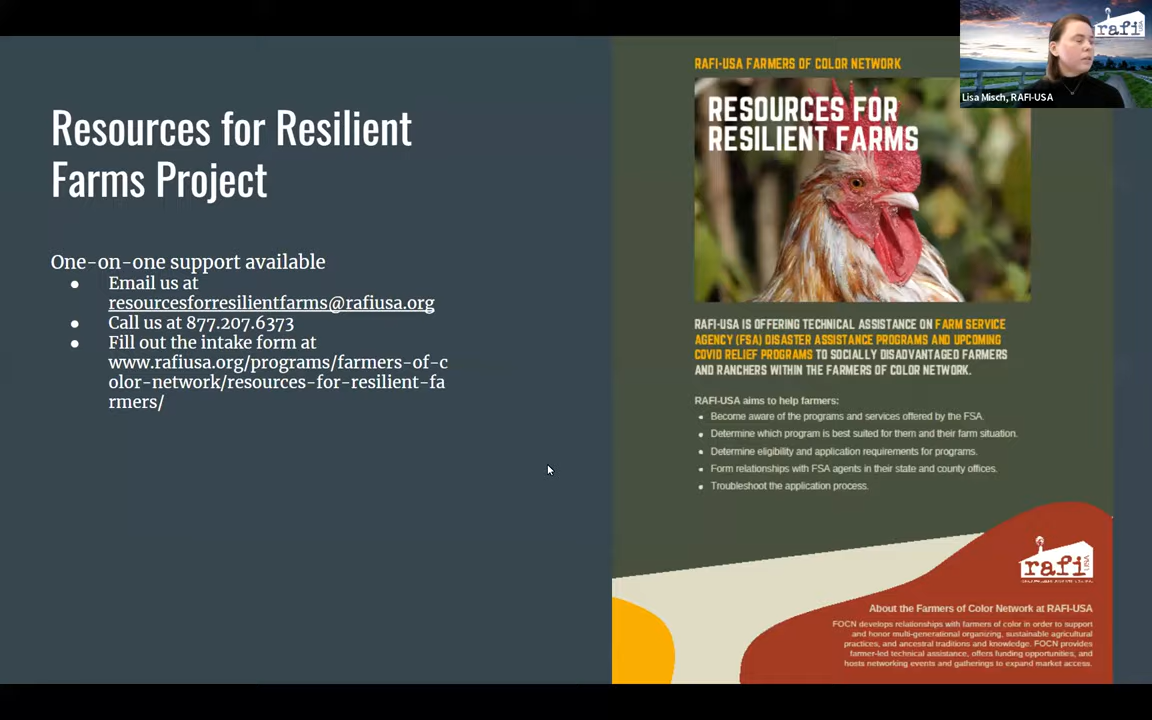 Resources for Resilient
Farms Project
One-on-one support available
● Email us at
resourcesforresilientfarms@rafiusa.org
● Call us at 877.207.6373
● Fill out the intake form at
www.rafiusa.org/programs/farmers-of-c
olor-network/resources-for-resilient-fa
rmers/
RAFI-USA FARMERS OF COLOR NETWORK
RESOURCES FOR
RESILIENT FARMS
RAFI-USA IS OFFERING TECHNICAL ASSISTANCE ON FARM SERVICE
AGENCY (FSA) DISASTER ASSISTANCE PROGRAMS AND UPCOMING
COVID RELIEF PROGRAMS TO SOCIALLY DISADVANTAGED FARMERS
AND RANCHERS WITHIN THE FARMERS OF COLOR NETWORK.
RAFI-USA aims to help farmers:
• Become aware of the programs and services offered by the FSA.
• Determine which program is best suited for them and their farm situation.
• Determine eligibility and application requirements for programs.
• Form relationships with FSA agents in their state and county offices.
• Troubleshoot the application process.
rafi
USA
About the Farmers of Color Network at RAFI-USA
FOCN develops relationships with farmers of color in order to support
and honor multi-generational organizing, sustainable agricultural
practices, and ancestral traditions and knowledge. FOCN provides
farmer-led technical assistance, offers funding opportunities, and
hosts networking events and gatherings to expand market access.
rafi
USA
Lisa Misch, RAFI-USA